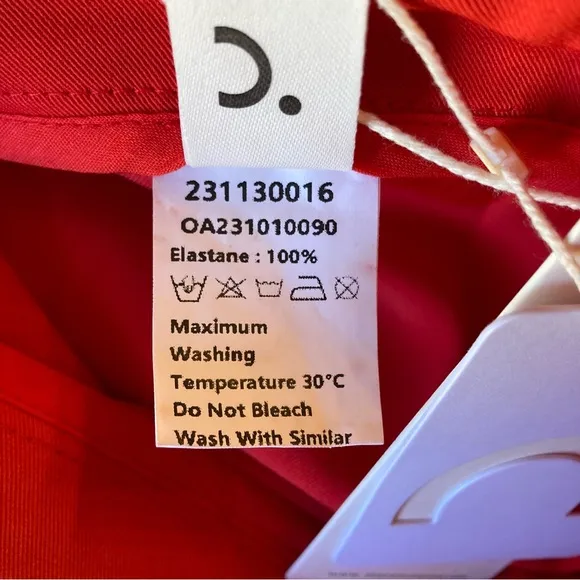 231130016
OA231010090
Elastane : 100%
Maximum
Washing
Temperature 30°C
Do Not Bleach
Wash With Similar